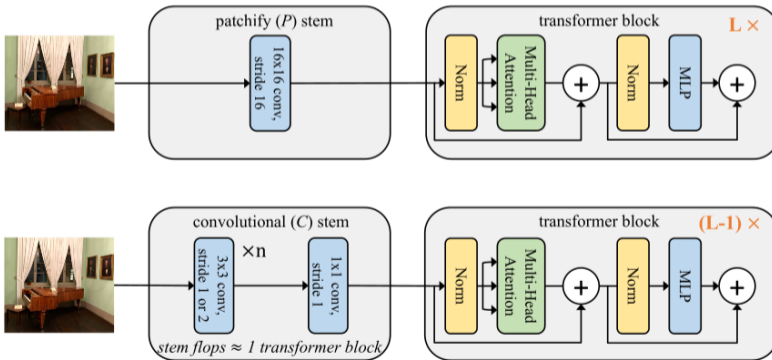 patchify (P) stem
16x16 conv,
stride 16
transformer block
L ×
Norm
Multi-Head
Attention
+
Norm
MLP
+
convolutional (C) stem
3x3 conv,
stride 1 or 2
×n
1x1 conv,
stride 1
stem flops ≈ 1 transformer block
transformer block
(L-1) ×
Norm
Multi-Head
Attention
+
Norm
MLP
+